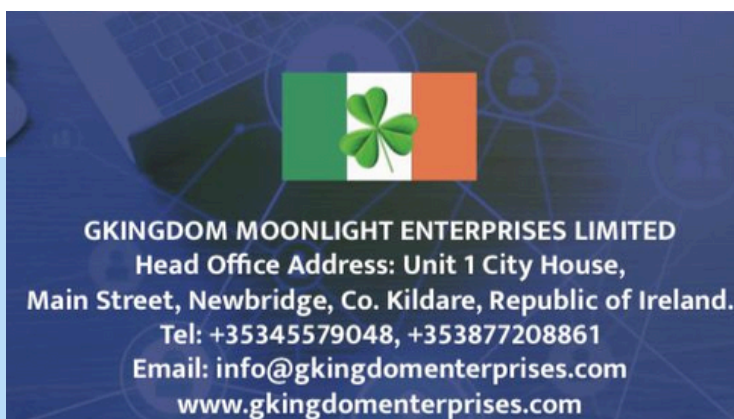 GKINGDOM MOONLIGHT ENTERPRISES LIMITED
Head Office Address: Unit 1 City House,
Main Street, Newbridge, Co. Kildare, Republic of Ireland.
Tel: +35345579048, +353877208861
Email: info@gkingdomenterprises.com
www.gkingdomenterprises.com